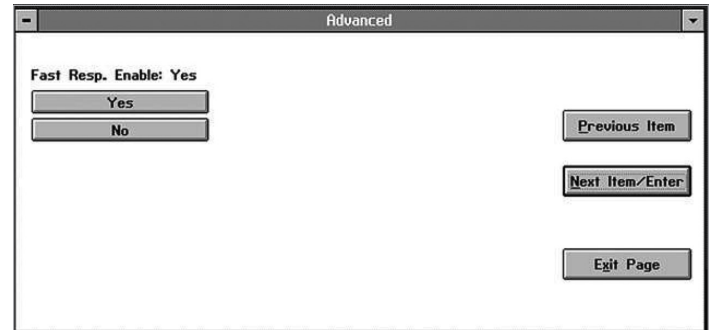 Advanced
Fast Resp. Enable: Yes
Yes
No
Previous Item
Next Item/Enter
Exit Page